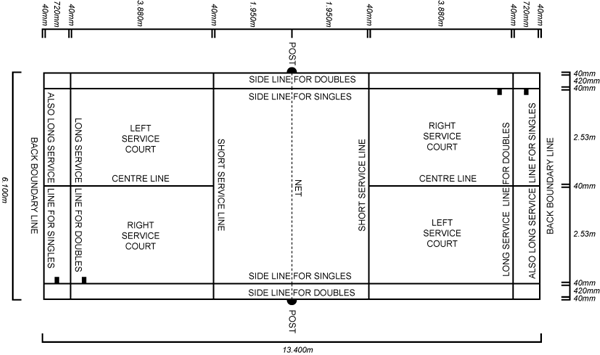 40mm
720mm
40mm
3.880m
40mm
1.950m
1.950m
40mm
3.880m
40mm
720mm
40mm
POST
SIDE LINE FOR DOUBLES
SIDE LINE FOR SINGLES
40mm
420mm
40mm
LEFT
SERVICE
COURT
RIGHT
SERVICE
COURT
2.53m
BACK BOUNDARY LINE
ALSO LONG SERVICE LINE FOR SINGLES
LONG SERVICE LINE FOR DOUBLES
CENTRE LINE
SHORT SERVICE LINE
NET
SHORT SERVICE LINE
CENTRE LINE
LONG SERVICE LINE FOR DOUBLES
ALSO LONG SERVICE LINE FOR SINGLES
BACK BOUNDARY LINE
40mm
6.100m
RIGHT
SERVICE
COURT
LEFT
SERVICE
COURT
2.53m
SIDE LINE FOR SINGLES
SIDE LINE FOR DOUBLES
40mm
420mm
40mm
POST
13.400m